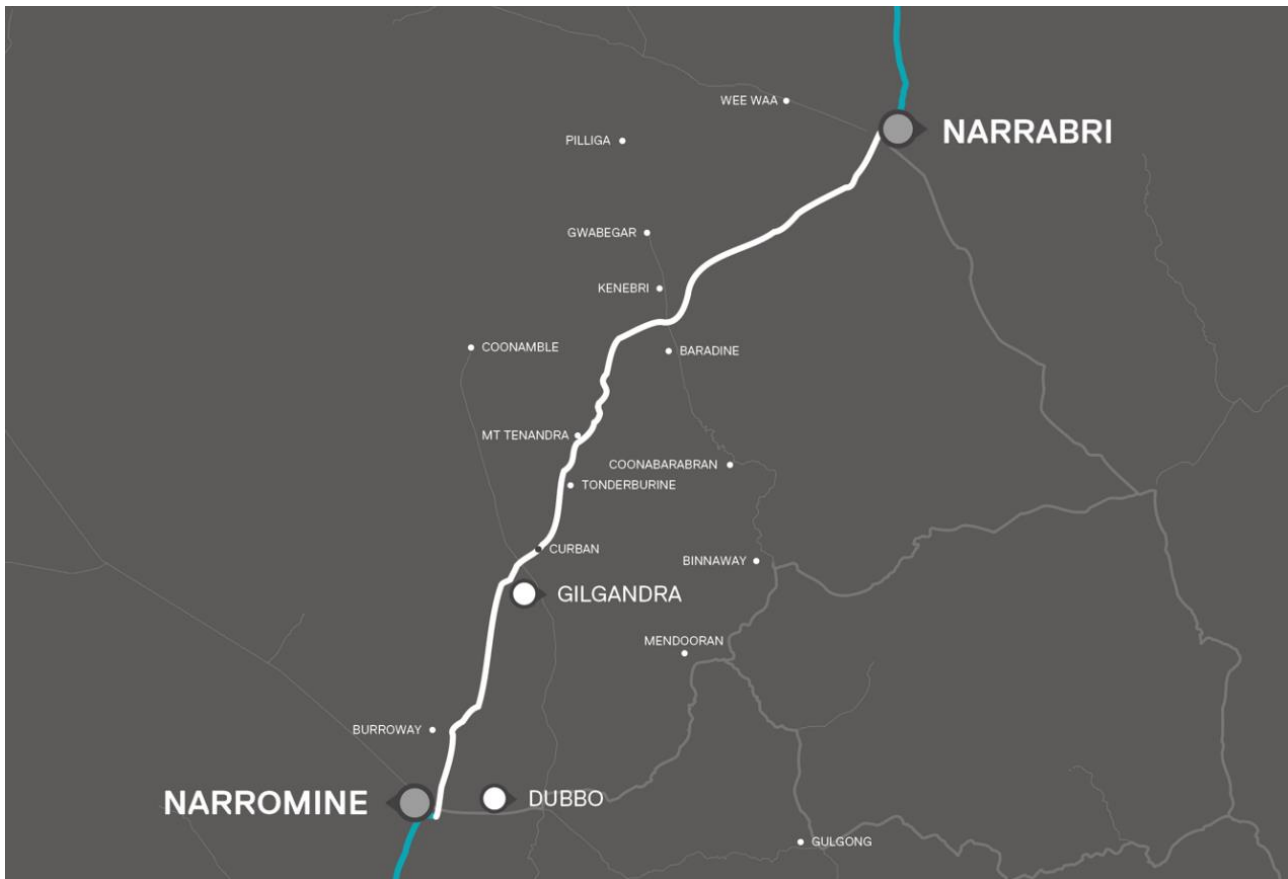 WEE WAA
NARRABRI
PILLIGA
GWABEGAR
KENEBRI
COONAMBLE
BARADINE
MT TENANDRA
COONABARABRAN
TONDERBURINE
CURBAN
BINNAWAY
GILGANDRA
MENDOORAN
BURROWAY
NARROMINE
DUBBO
GULGONG